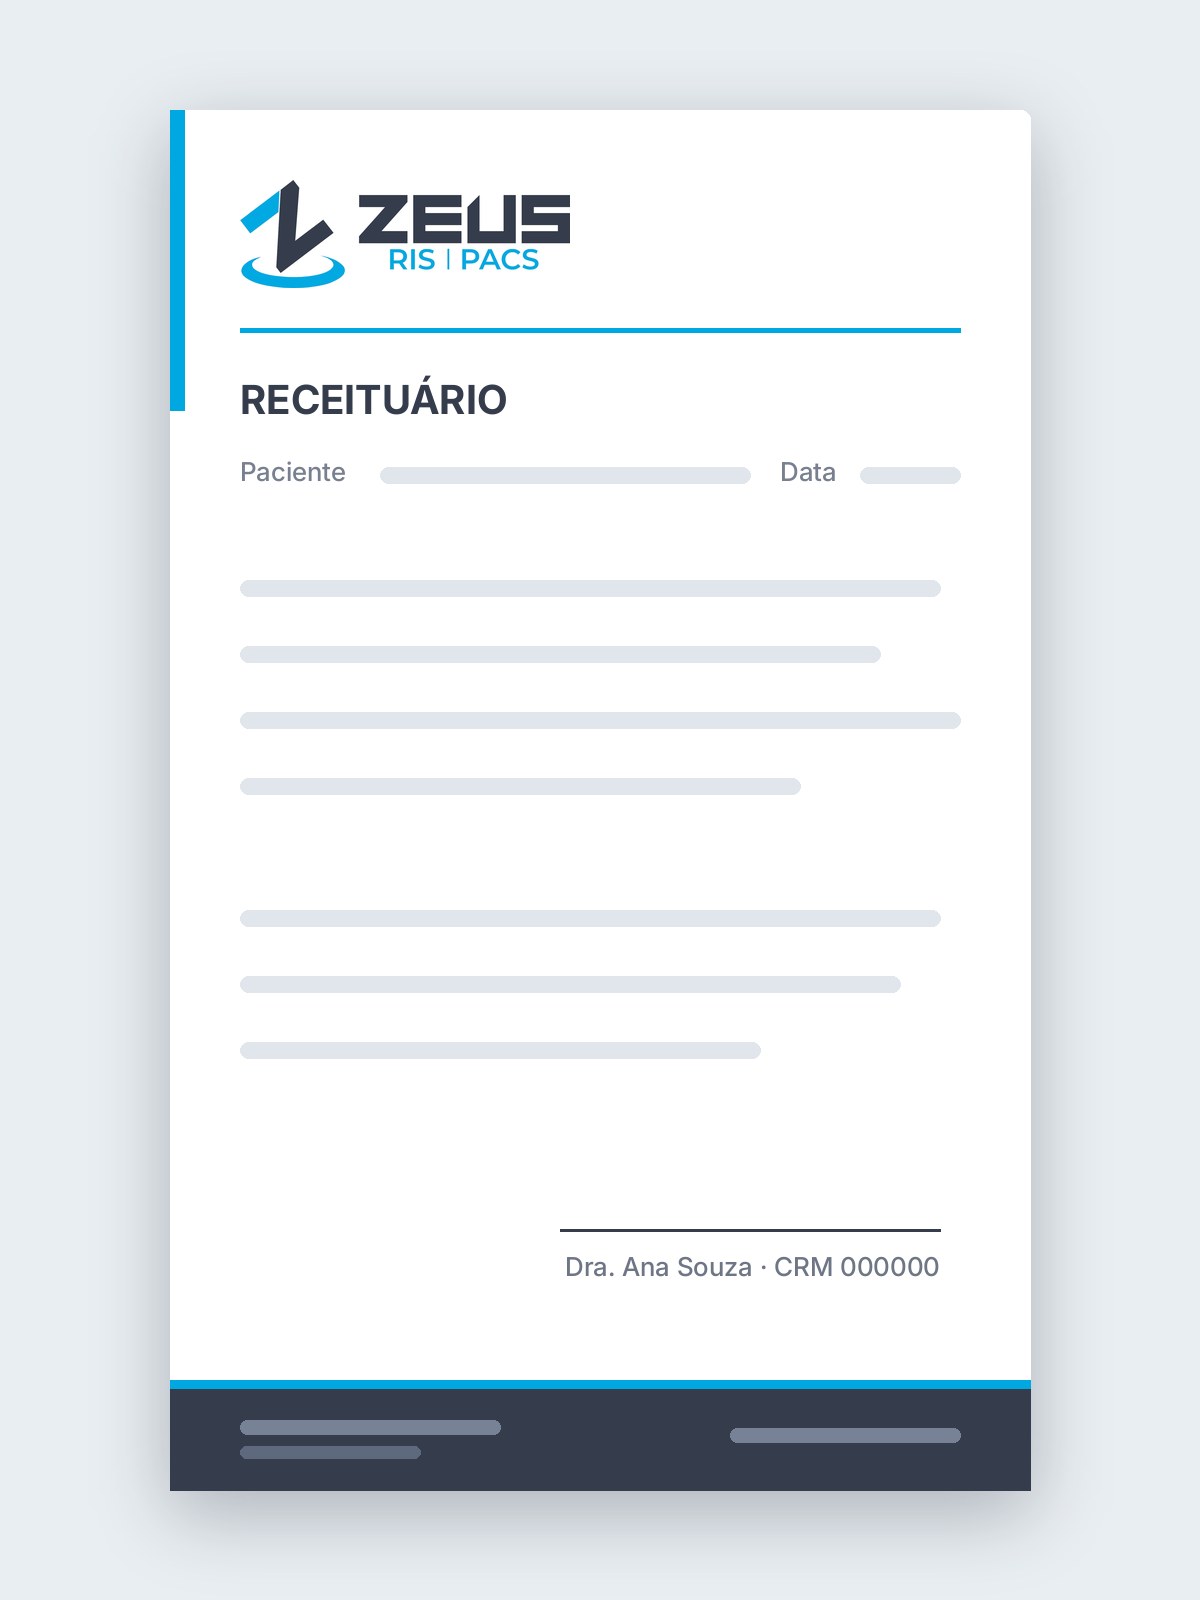 ZEUS
RIS | PACS
RECEITUÁRIO
Paciente Data
Dra. Ana Souza · CRM 000000